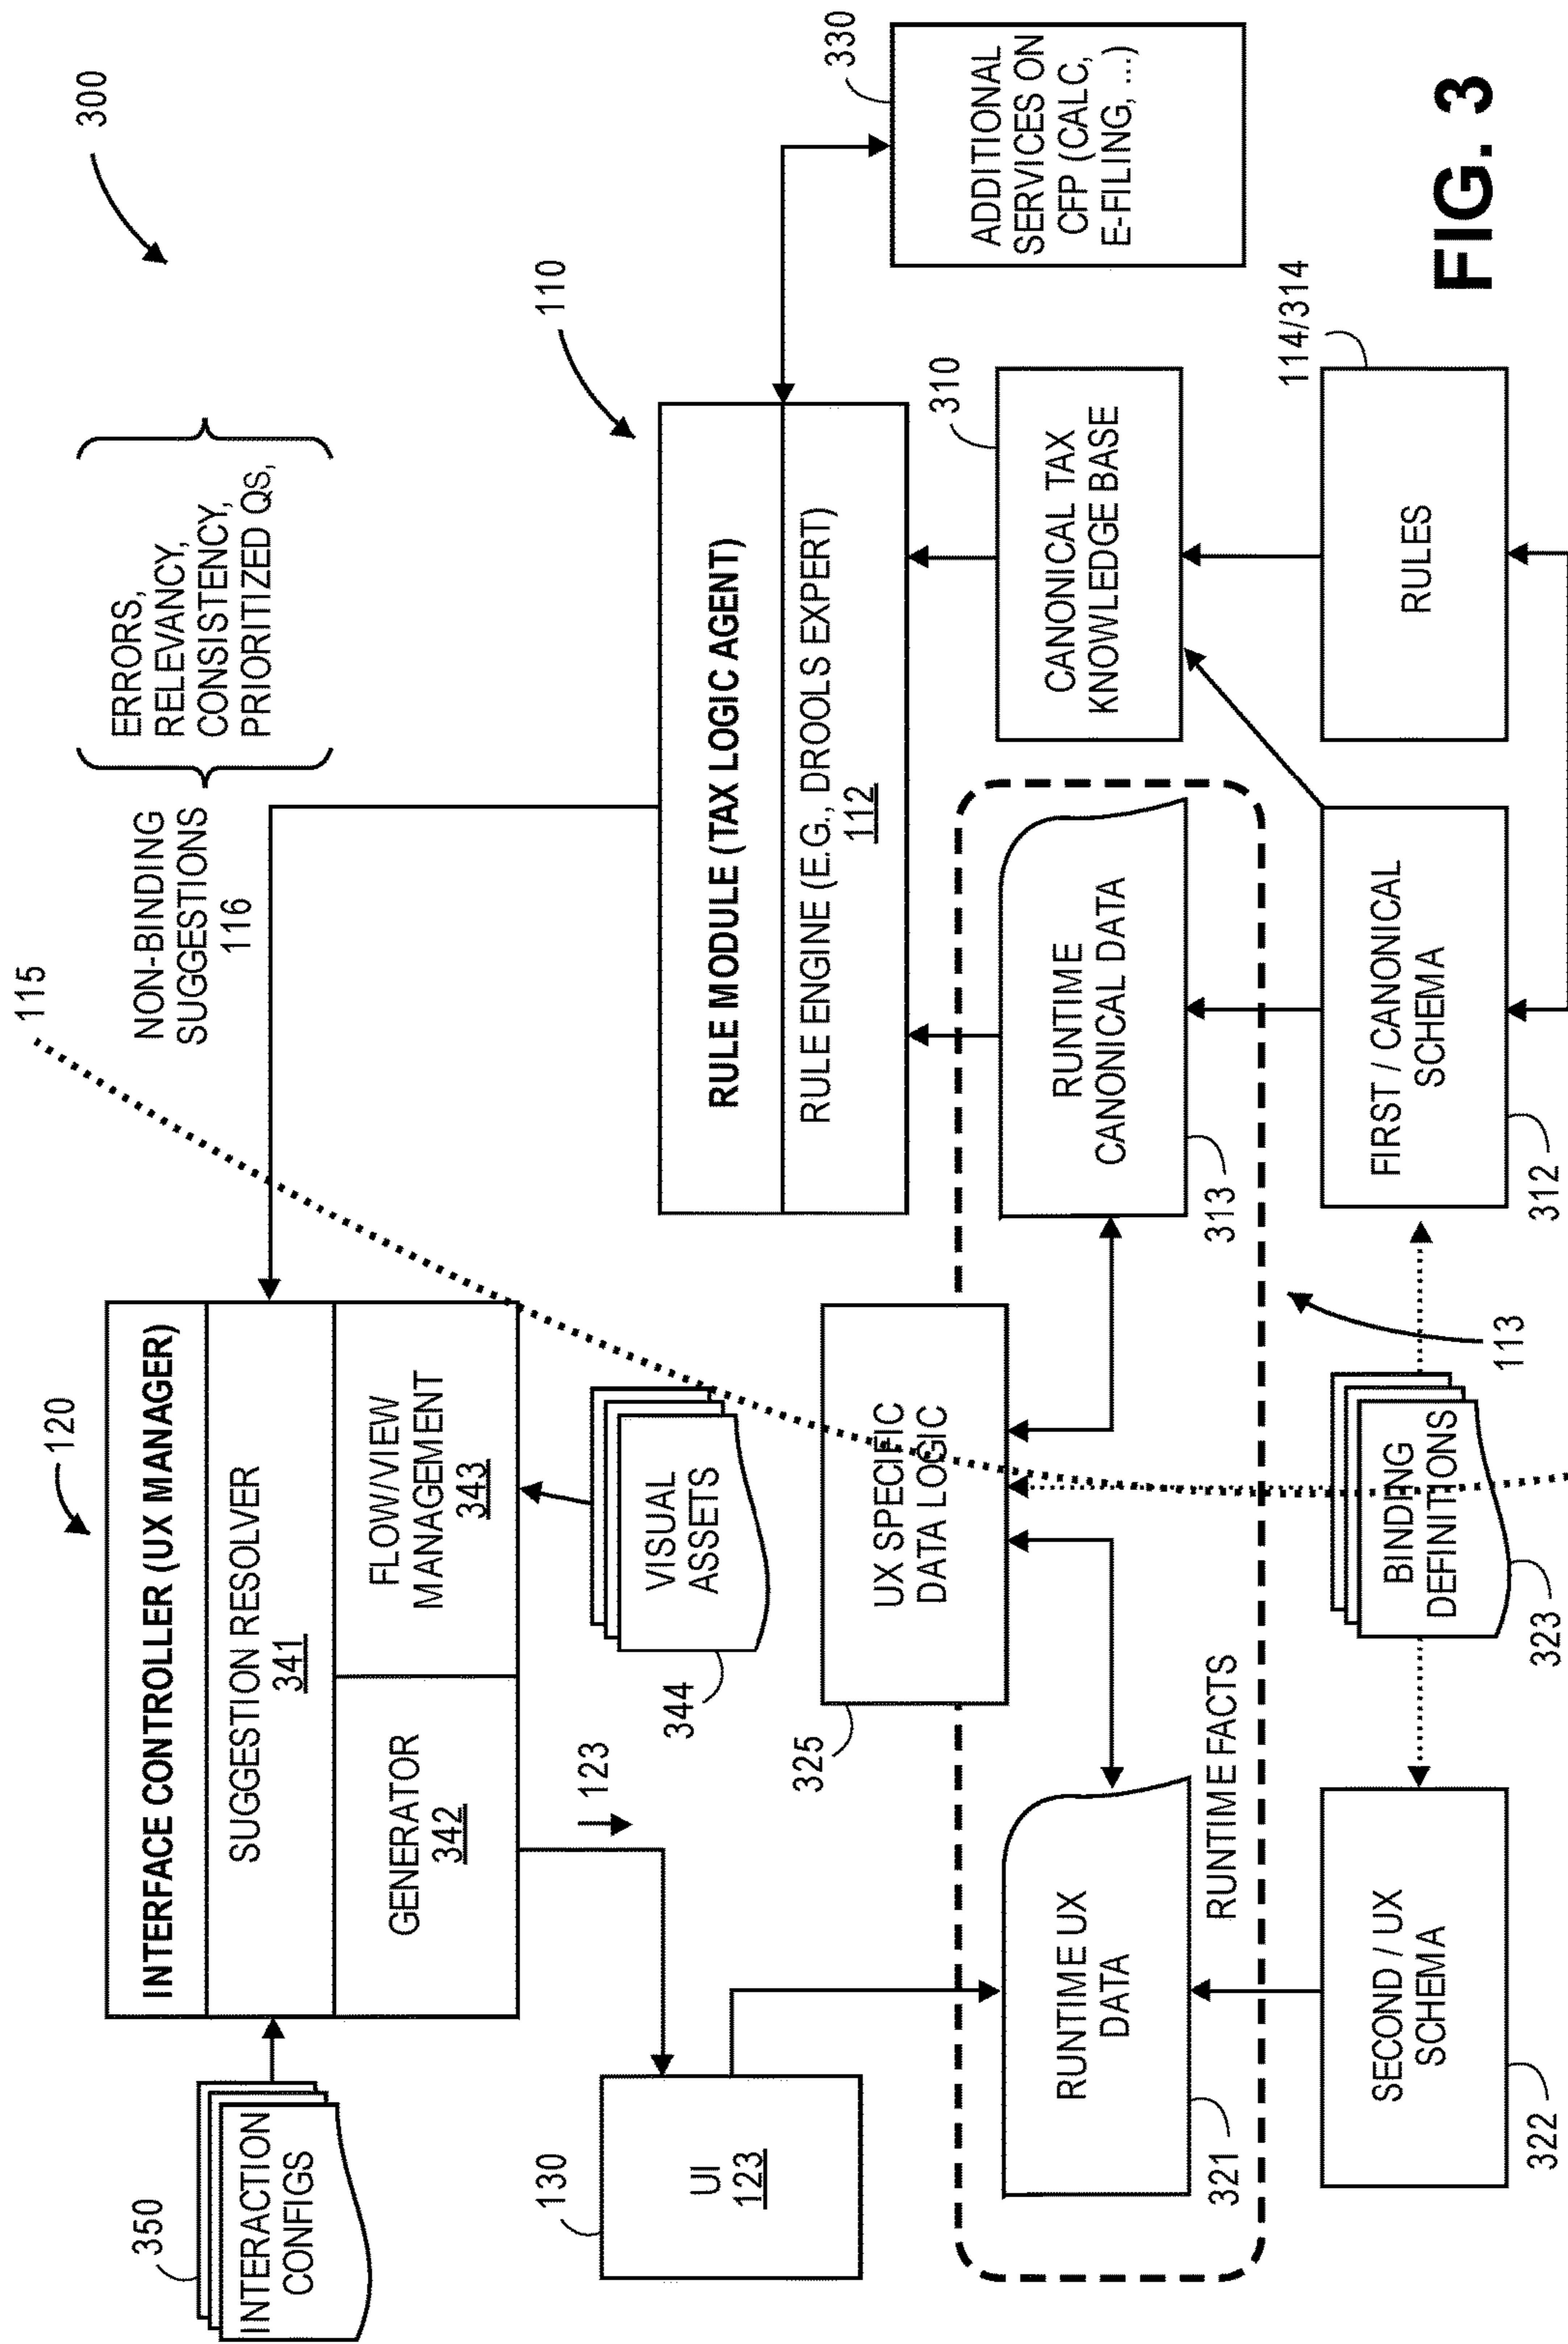 300
115
NON-BINDING
SUGGESTIONS
116
ERRORS,
RELEVANCY,
CONSISTENCY,
PRIORITIZED QS,
120
350
INTERACTION
CONFIGS
INTERFACE CONTROLLER (UX MANAGER)
SUGGESTION RESOLVER
341
GENERATOR
342
FLOW/VIEW
MANAGEMENT
343
123
VISUAL
ASSETS
344
110
RULE MODULE (TAX LOGIC AGENT)
RULE ENGINE (E.G., DROOLS EXPERT)
112
330
ADDITIONAL
SERVICES ON
CFP (CALC,
E-FILING, ...)
130
UI
123
325
UX SPECIFIC
DATA LOGIC
RUNTIME UX
DATA
321
RUNTIME FACTS
RUNTIME
CANONICAL DATA
313
310
CANONICAL TAX
KNOWLEDGE BASE
113
SECOND / UX
SCHEMA
322
BINDING
DEFINITIONS
323
FIRST / CANONICAL
SCHEMA
312
114/314
RULES
FIG. 3